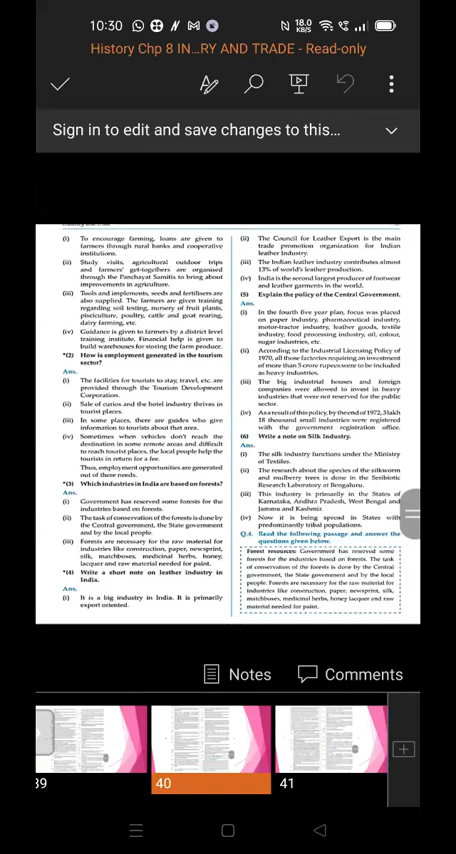 10:30
18.0
KB/S
History Chp 8 IN...RY AND TRADE - Read-only
Sign in to edit and save changes to this...
(i) To encourage farming, loans are given to
farmers through rural banks and cooperative
institutions.
(ii) Study visits, agricultural outdoor trips
and farmers' get-togethers are organised
through the Panchayat Samitis to bring about
improvements in agriculture.
(iii) Tools and implements, seeds and fertilisers are
also supplied. The farmers are given training
regarding soil testing, nursery of fruit plants,
pisciculture, poultry, cattle and goat rearing,
dairy farming, etc.
(iv) Guidance is given to farmers by a district level
training institute. Financial help is given to
build warehouses for storing the farm produce.
*(2) How is employment generated in the tourism
sector?
Ans.
(i) The facilities for tourists to stay, travel, etc. are
provided through the Tourism Development
Corporation.
(ii) Sale of curios and the hotel industry thrives in
tourist places.
(iii) In some places, there are guides who give
information to tourists about that area.
(iv) Sometimes when vehicles don't reach the
destination in some remote areas and difficult
to reach tourist places, the local people help the
tourists in return for a fee.
Thus, employment opportunities are generated
out of these needs.
*(3) Which industries in India are based on forests?
Ans.
(i) Government has reserved some forests for the
industries based on forests.
(ii) The task of conservation of the forests is done by
the Central government, the State government
and by the local people.
(iii) Forests are necessary for the raw material for
industries like construction, paper, newsprint,
silk, matchboxes, medicinal herbs, honey,
lacquer and raw material needed for paint.
*(4) Write a short note on leather industry in
India.
Ans.
(i) It is a big industry in India. It is primarily
export oriented.
(ii) The Council for Leather Export is the main
trade promotion organization for Indian
leather industry.
(iii) The Indian leather industry contributes almost
13% of world's leather production.
(iv) India is the second largest producer of footwear
and leather garments in the world.
(5) Explain the policy of the Central Government.
Ans.
(i) In the fourth five year plan, focus was placed
on paper industry, pharmaceutical industry,
motor-tractor industry, leather goods, textile
industry, food processing industry, oil, colour,
sugar industries, etc.
(ii) According to the Industrial Licensing Policy of
1970, all those factories requiring an investment
of more than 5 crore rupees were to be included
as heavy industries.
(iii) The big industrial houses and foreign
companies were allowed to invest in heavy
industries that were not reserved for the public
sector.
(iv) As a result of this policy, by the end of 1972, 3 lakh
18 thousand small industries were registered
with the government registration office.
(6) Write a note on Silk Industry.
Ans.
(i) The silk industry functions under the Ministry
of Textiles.
(ii) The research about the species of the silkworm
and mulberry trees is done in the Seribiotic
Research Laboratory at Bengaluru.
(iii) This industry is primarily in the States of
Karnataka, Andhra Pradesh, West Bengal and
Jammu and Kashmir.
(iv) Now it is being spread in States with
predominantly tribal populations.
Q.4. Read the following passage and answer the
questions given below.
Forest resources: Government has reserved some
forests for the industries based on forests. The task
of conservation of the forests is done by the Central
government, the State government and by the local
people. Forests are necessary for the raw material for
industries like construction, paper, newsprint, silk,
matchboxes, medicinal herbs, honey lacquer and raw
material needed for paint.
Notes
Comments
39
40
41